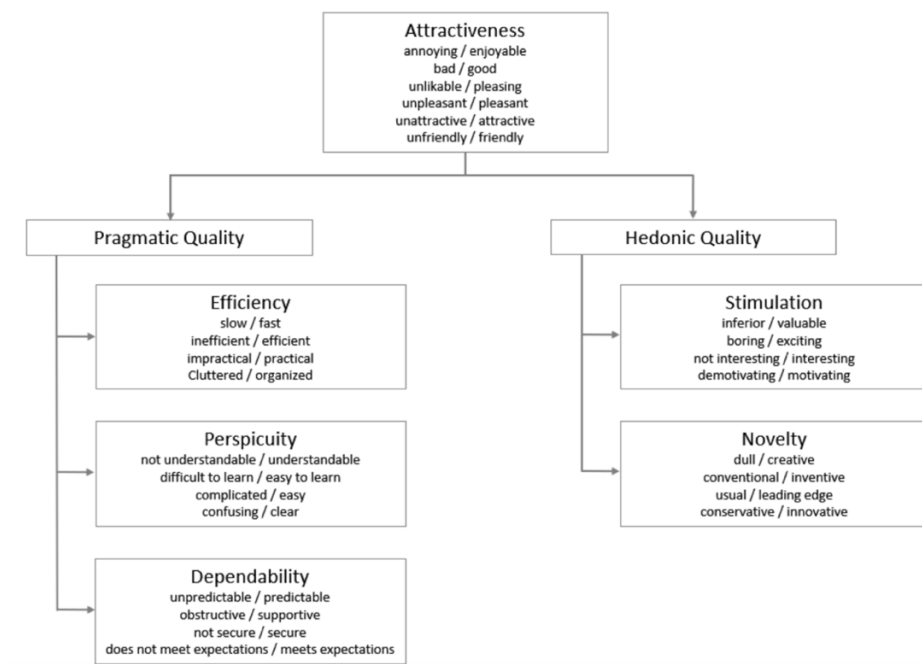 Attractiveness
annoying / enjoyable
bad / good
unlikable / pleasing
unpleasant / pleasant
unattractive / attractive
unfriendly / friendly
Pragmatic Quality
Hedonic Quality
Efficiency
slow / fast
inefficient / efficient
impractical / practical
Cluttered / organized
Stimulation
inferior / valuable
boring / exciting
not interesting / interesting
demotivating / motivating
Perspicuity
not understandable / understandable
difficult to learn / easy to learn
complicated / easy
confusing / clear
Novelty
dull / creative
conventional / inventive
usual / leading edge
conservative / innovative
Dependability
unpredictable / predictable
obstructive / supportive
not secure / secure
does not meet expectations / meets expectations